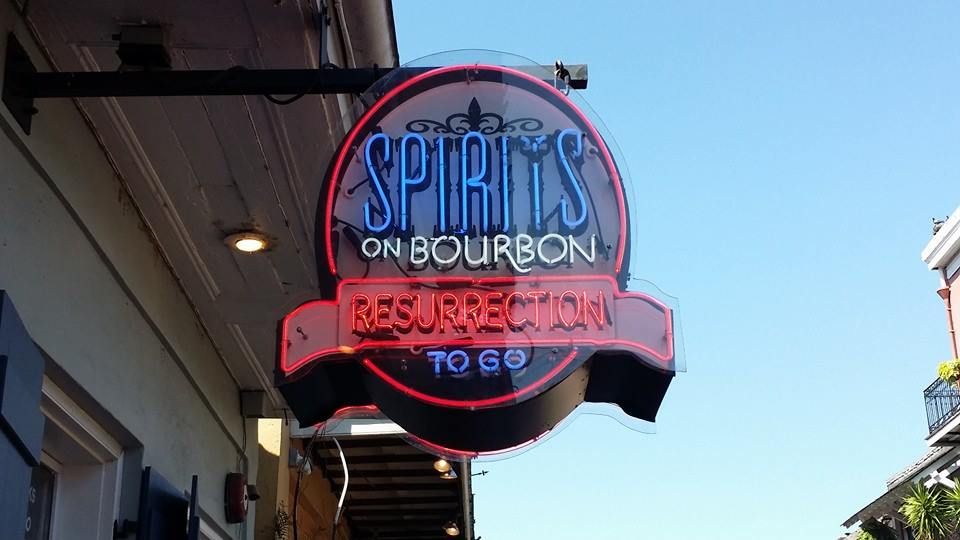 SPIRITS
ON BOURBON
RESURRECTION
TO GO